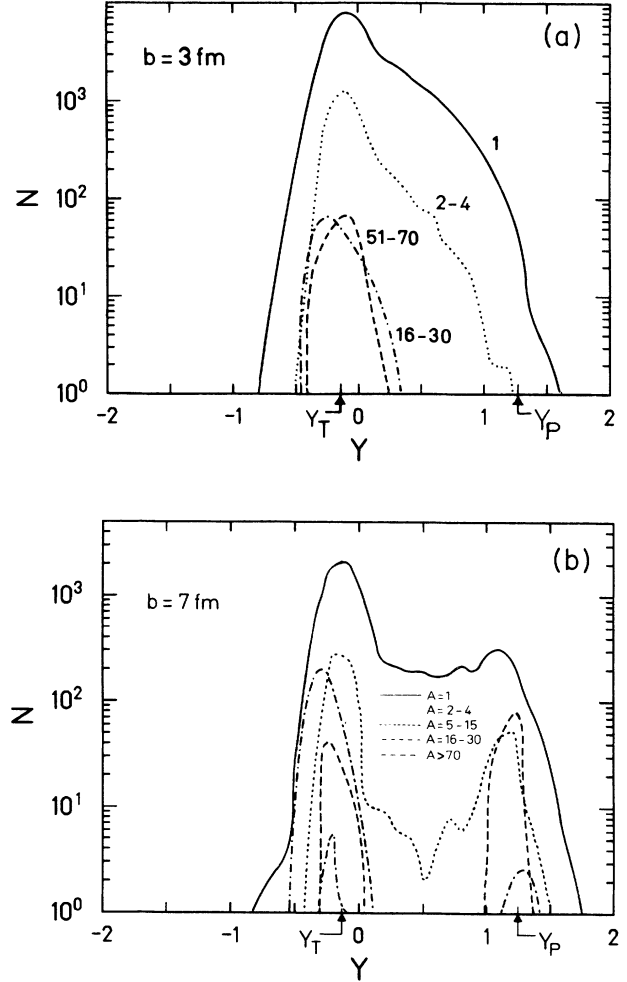 (a)
b = 3 fm
1
2-4
51-70
16-30
N
10³
10²
10¹
10⁰
-2 -1 0 1 2
Y_T
Y_P
Y
(b)
b = 7 fm
A=1
A=2-4
A=5-15
A=16-30
A>70
N
10³
10²
10¹
10⁰
-2 -1 0 1 2
Y_T
Y_P
Y